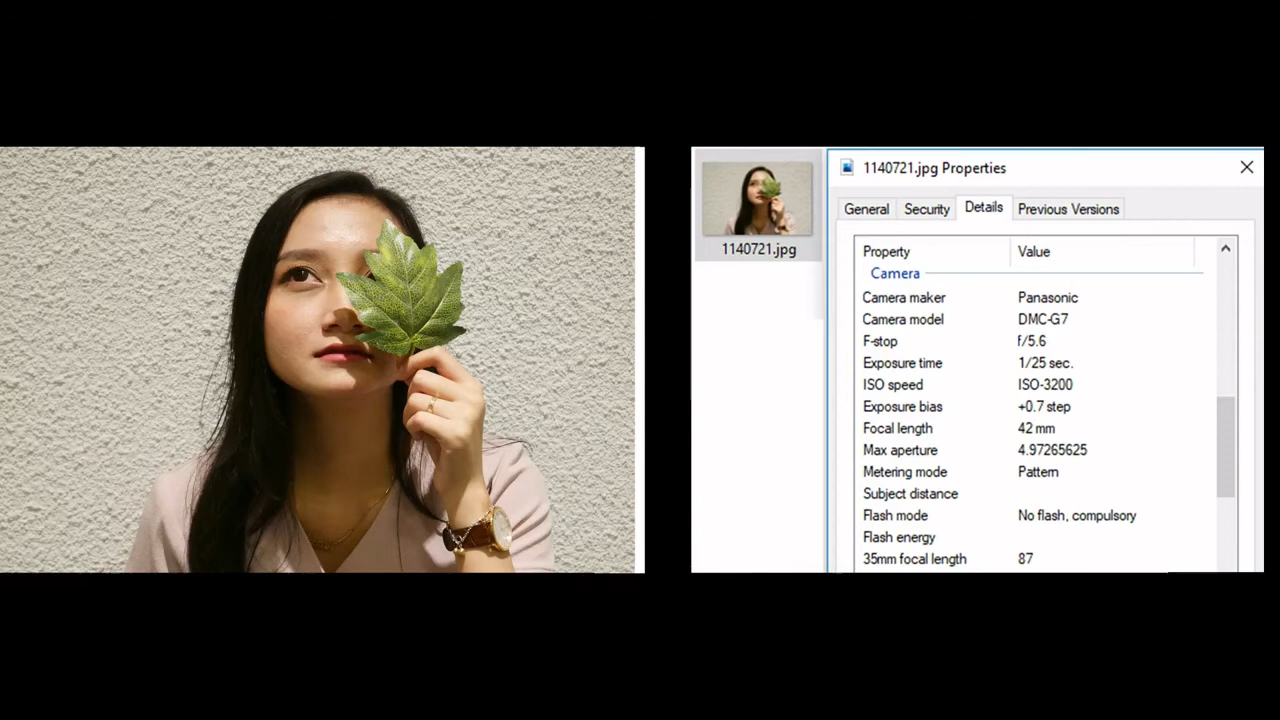 1140721.jpg
1140721.jpg Properties
General Security Details Previous Versions
Property Value
Camera
Camera maker Panasonic
Camera model DMC-G7
F-stop f/5.6
Exposure time 1/25 sec.
ISO speed ISO-3200
Exposure bias +0.7 step
Focal length 42 mm
Max aperture 4.97265625
Metering mode Pattern
Subject distance
Flash mode No flash, compulsory
Flash energy
35mm focal length 87